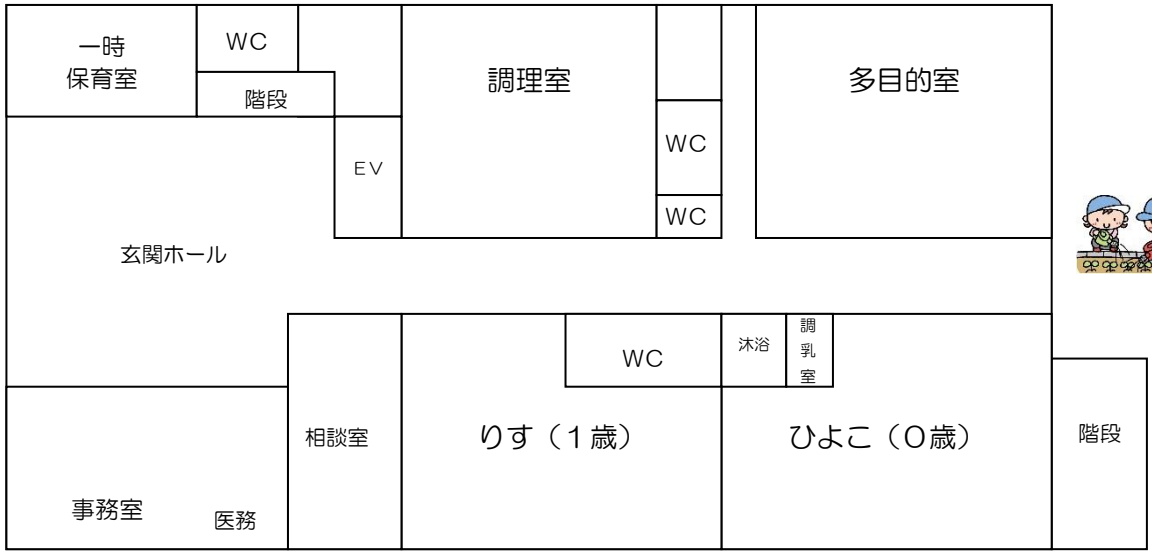 一時
保育室
WC
階段
EV
調理室
WC
WC
多目的室
玄関ホール
事務室
医務
相談室
りす（1歳）
WC
沐浴
調
乳
室
ひよこ（0歳）
階段